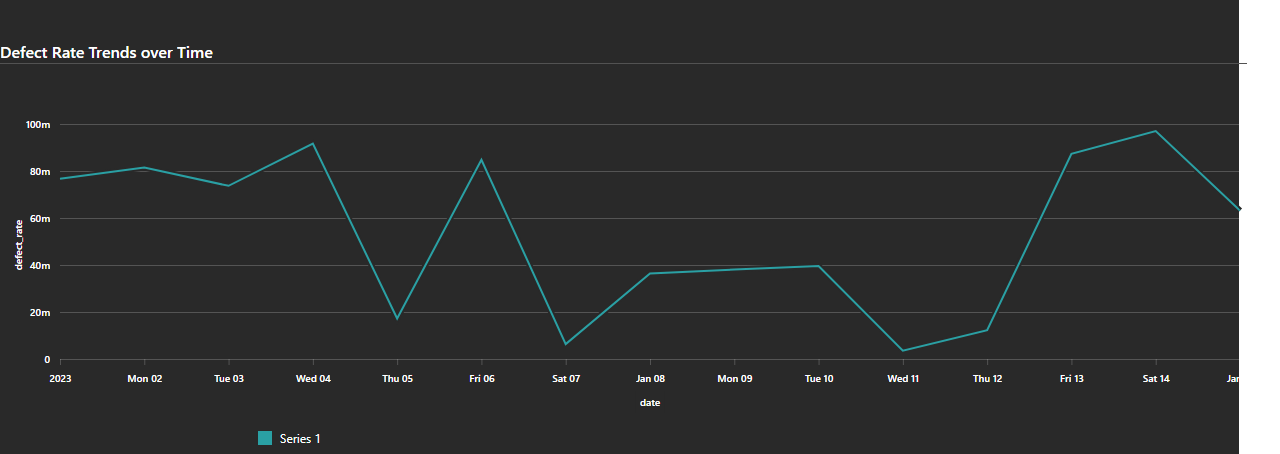 Defect Rate Trends over Time
100m
80m
60m
40m
20m
0
defect_rate
2023 Mon 02 Tue 03 Wed 04 Thu 05 Fri 06 Sat 07 Jan 08 Mon 09 Tue 10 Wed 11 Thu 12 Fri 13 Sat 14 Jan
date
Series 1